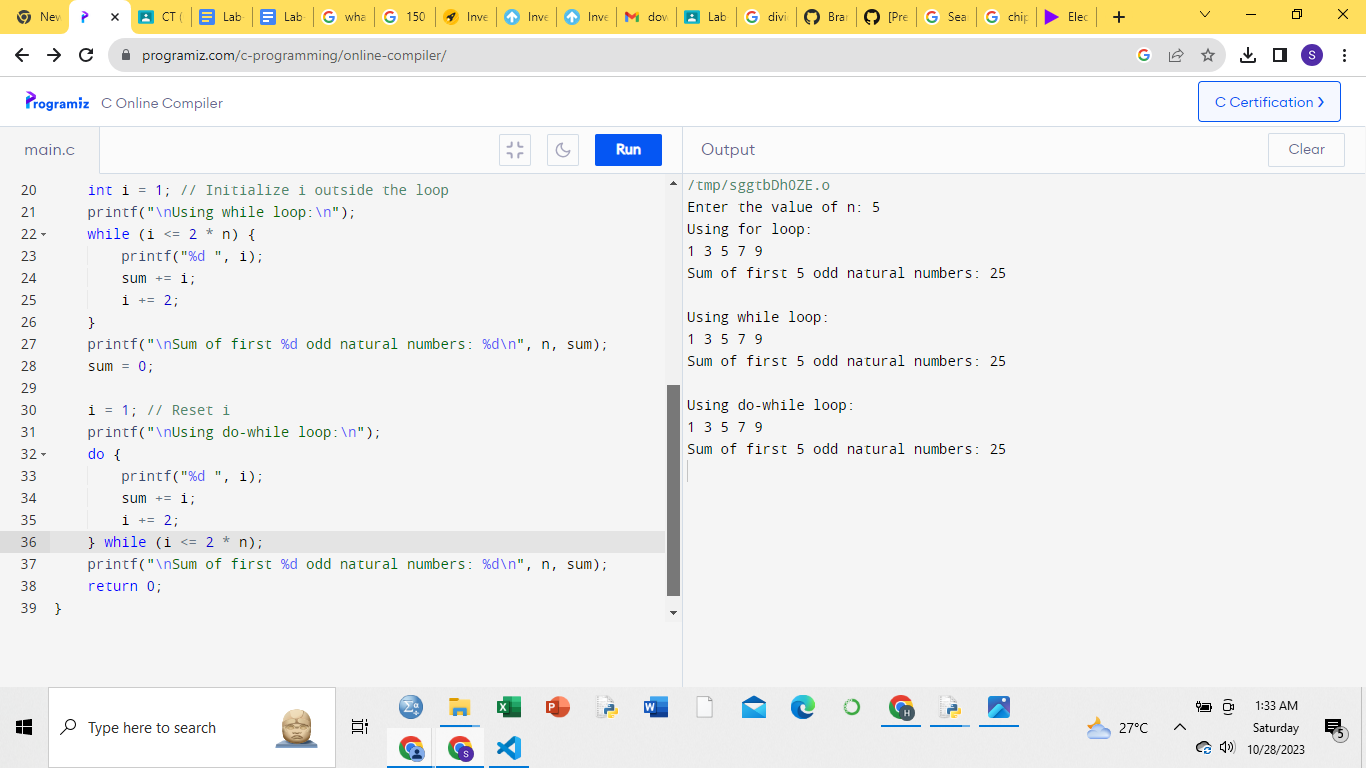 New
CT (
Lab
Lab
wha
150
Inve
Inve
Inve
dow
Lab
divi
Bra
[Pre
Sea
chip
Elec
programiz.com/c-programming/online-compiler/
S
Programiz C Online Compiler
C Certification ❯
main.c
Run
Output
Clear
20 int i = 1; // Initialize i outside the loop
21 printf("\nUsing while loop:\n");
22 while (i <= 2 * n) {
23 printf("%d ", i);
24 sum += i;
25 i += 2;
26 }
27 printf("\nSum of first %d odd natural numbers: %d\n", n, sum);
28 sum = 0;
29
30 i = 1; // Reset i
31 printf("\nUsing do-while loop:\n");
32 do {
33 printf("%d ", i);
34 sum += i;
35 i += 2;
36 } while (i <= 2 * n);
37 printf("\nSum of first %d odd natural numbers: %d\n", n, sum);
38 return 0;
39 }
/tmp/sggtbDhOZE.o
Enter the value of n: 5
Using for loop:
1 3 5 7 9
Sum of first 5 odd natural numbers: 25
Using while loop:
1 3 5 7 9
Sum of first 5 odd natural numbers: 25
Using do-while loop:
1 3 5 7 9
Sum of first 5 odd natural numbers: 25
Type here to search
27°C
1:33 AM
Saturday
10/28/2023
5